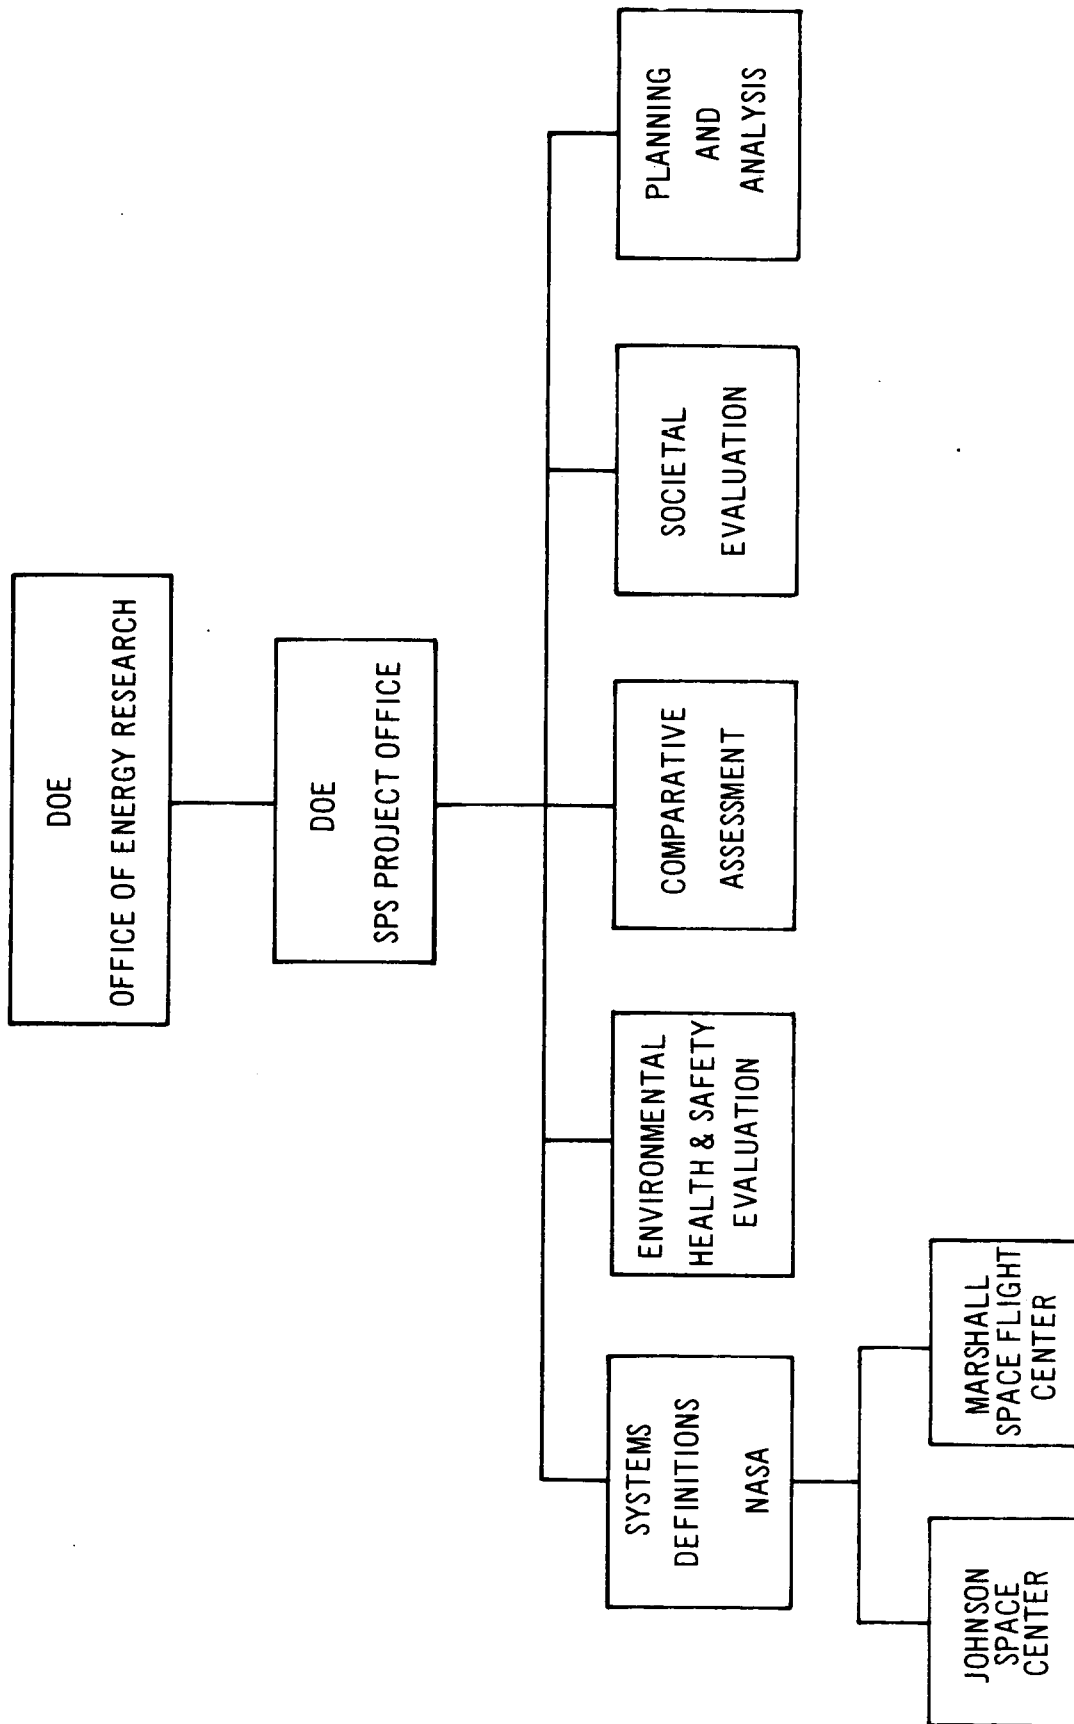 DOE
OFFICE OF ENERGY RESEARCH
DOE
SPS PROJECT OFFICE
SYSTEMS
DEFINITIONS
NASA
ENVIRONMENTAL
HEALTH & SAFETY
EVALUATION
COMPARATIVE
ASSESSMENT
SOCIETAL
EVALUATION
PLANNING
AND
ANALYSIS
JOHNSON
SPACE
CENTER
MARSHALL
SPACE FLIGHT
CENTER